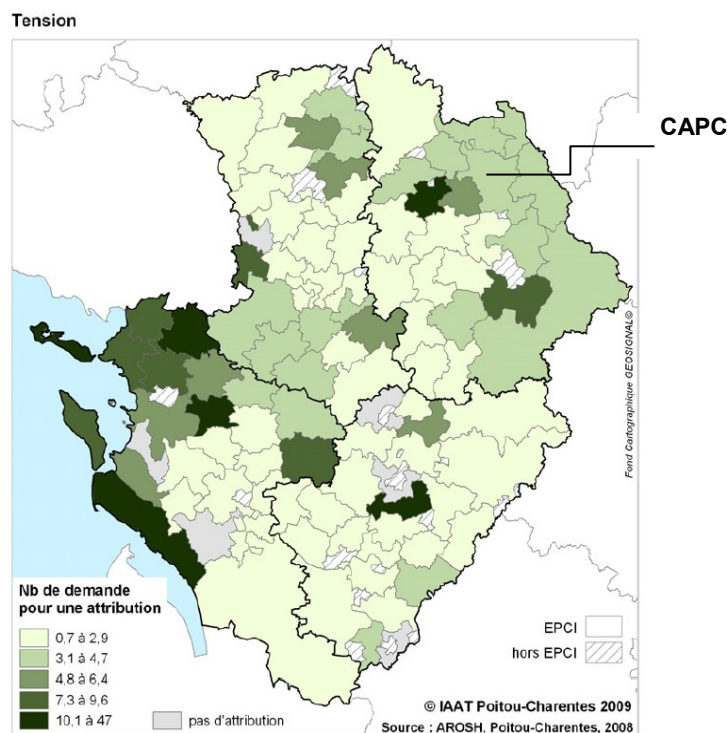 Tension
CAPC
Fond Cartographique GEOSIGNAL©
Nb de demande
pour une attribution
0,7 à 2,9
3,1 à 4,7
4,8 à 6,4
7,3 à 9,6
10,1 à 47
pas d'attribution
EPCI
hors EPCI
© IAAT Poitou-Charentes 2009
Source : AROSH, Poitou-Charentes, 2008